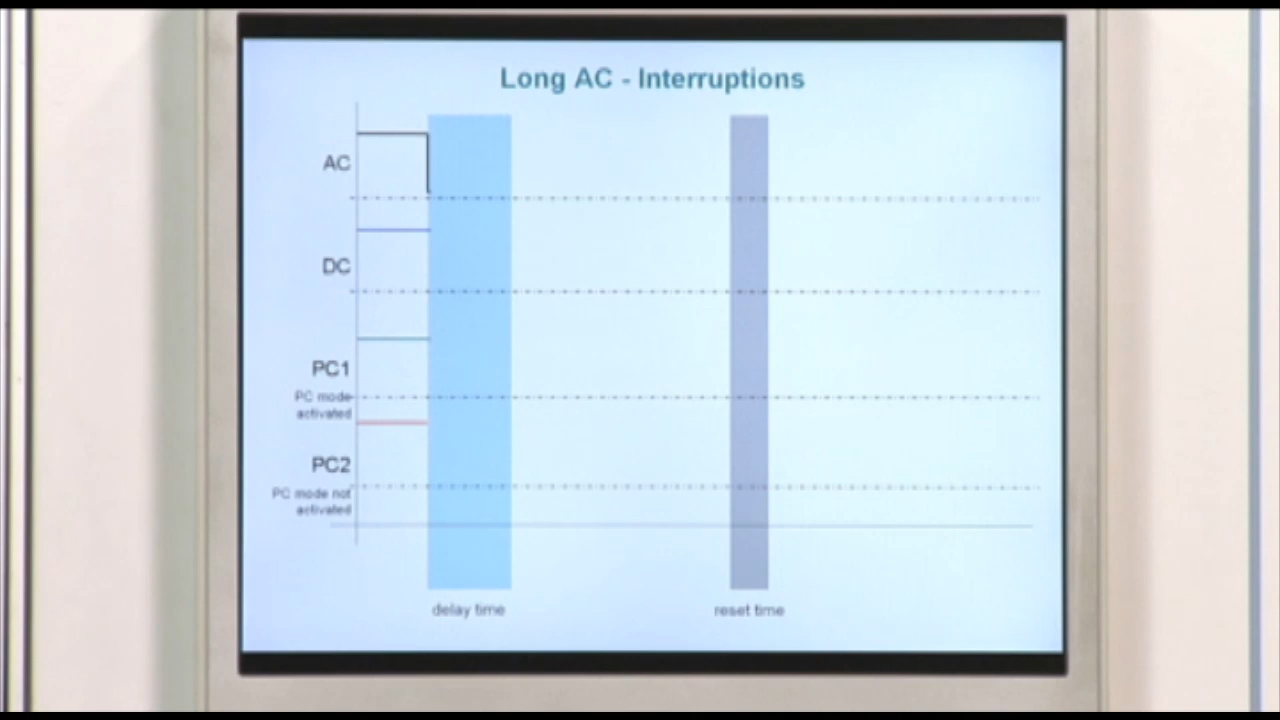 Long AC - Interruptions
AC
DC
PC1
PC mode
activated
PC2
PC mode not
activated
delay time
reset time